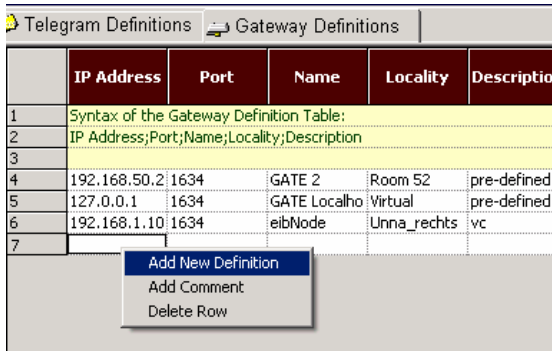 Telegram Definitions Gateway Definitions
IP Address Port Name Locality Descriptio
1 Syntax of the Gateway Definition Table:
2 IP Address;Port;Name;Locality;Description
3
4 192.168.50.2 1634 GATE 2 Room 52 pre-defined
5 127.0.0.1 1634 GATE Localho Virtual pre-defined
6 192.168.1.10 1634 eibNode Unna_rechts vc
7
Add New Definition
Add Comment
Delete Row